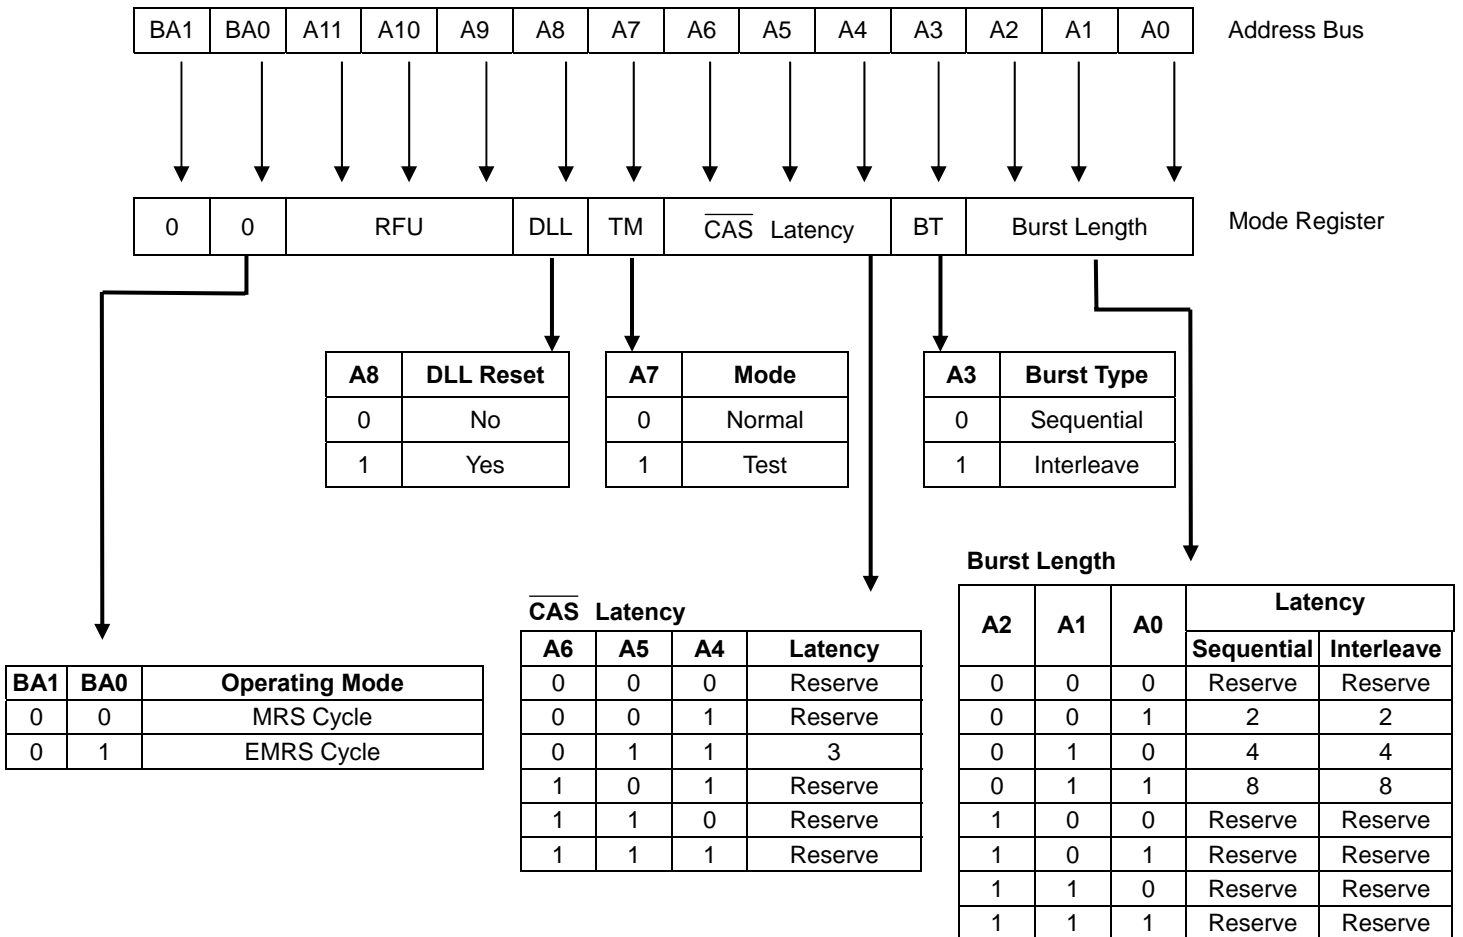 BA1 BA0 A11 A10 A9 A8 A7 A6 A5 A4 A3 A2 A1 A0 Address Bus
0 0 RFU DLL TM CAS Latency BT Burst Length Mode Register
A8 DLL Reset
0 No
1 Yes
A7 Mode
0 Normal
1 Test
A3 Burst Type
0 Sequential
1 Interleave
BA1 BA0 Operating Mode
0 0 MRS Cycle
0 1 EMRS Cycle
CAS Latency
A6 A5 A4 Latency
0 0 0 Reserve
0 0 1 Reserve
0 1 1 3
1 0 1 Reserve
1 1 0 Reserve
1 1 1 Reserve
Burst Length
A2 A1 A0 Latency
Sequential Interleave
0 0 0 Reserve Reserve
0 0 1 2 2
0 1 0 4 4
0 1 1 8 8
1 0 0 Reserve Reserve
1 0 1 Reserve Reserve
1 1 0 Reserve Reserve
1 1 1 Reserve Reserve